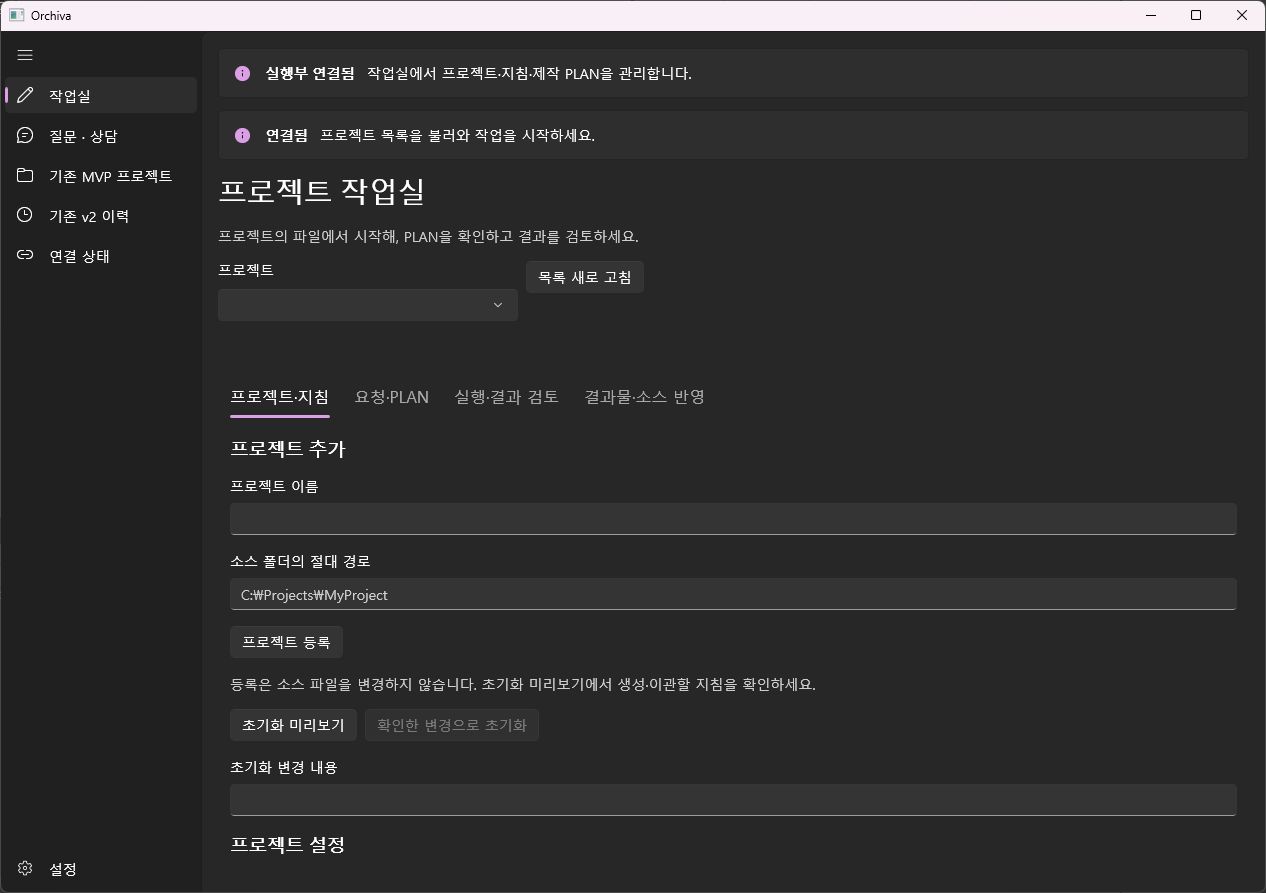 Orchiva
작업실
질문 · 상담
기존 MVP 프로젝트
기존 v2 이력
연결 상태
설정
실행부 연결됨 작업실에서 프로젝트·지침·제작 PLAN을 관리합니다.
연결됨 프로젝트 목록을 불러와 작업을 시작하세요.
프로젝트 작업실
프로젝트의 파일에서 시작해, PLAN을 확인하고 결과를 검토하세요.
프로젝트
목록 새로 고침
프로젝트·지침 요청·PLAN 실행·결과 검토 결과물·소스 반영
프로젝트 추가
프로젝트 이름
소스 폴더의 절대 경로
C:₩Projects₩MyProject
프로젝트 등록
등록은 소스 파일을 변경하지 않습니다. 초기화 미리보기에서 생성·이관할 지침을 확인하세요.
초기화 미리보기 확인한 변경으로 초기화
초기화 변경 내용
프로젝트 설정